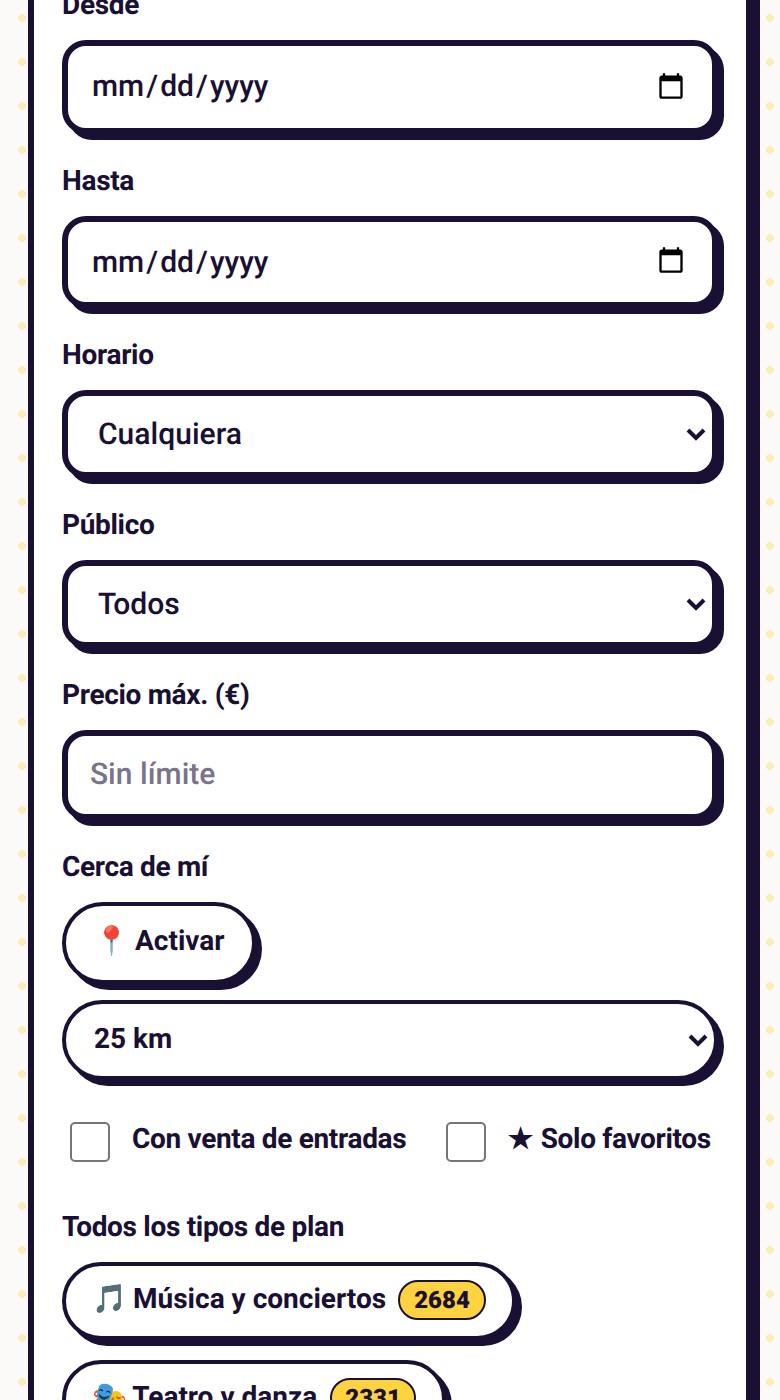 Desde
mm/dd/yyyy
Hasta
mm/dd/yyyy
Horario
Cualquiera
Público
Todos
Precio máx. (€)
Sin límite
Cerca de mí
📍 Activar
25 km
Con venta de entradas ★ Solo favoritos
Todos los tipos de plan
🎵 Música y conciertos 2684
🎭 Teatro y danza 2331